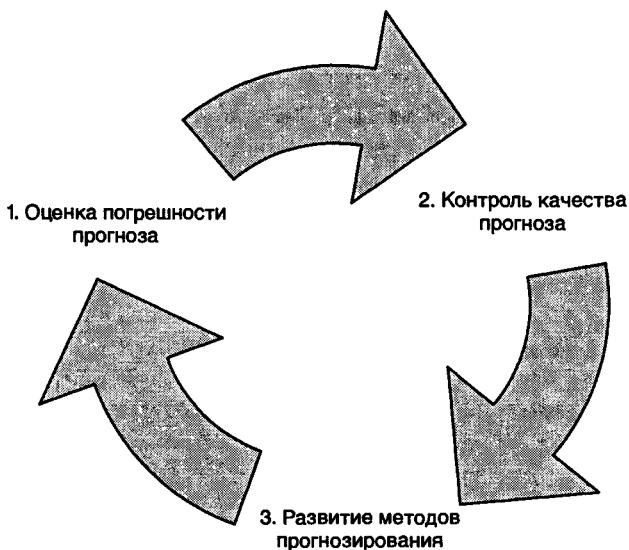 1. Оценка погрешности
прогноза
2. Контроль качества
прогноза
3. Развитие методов
прогнозирования